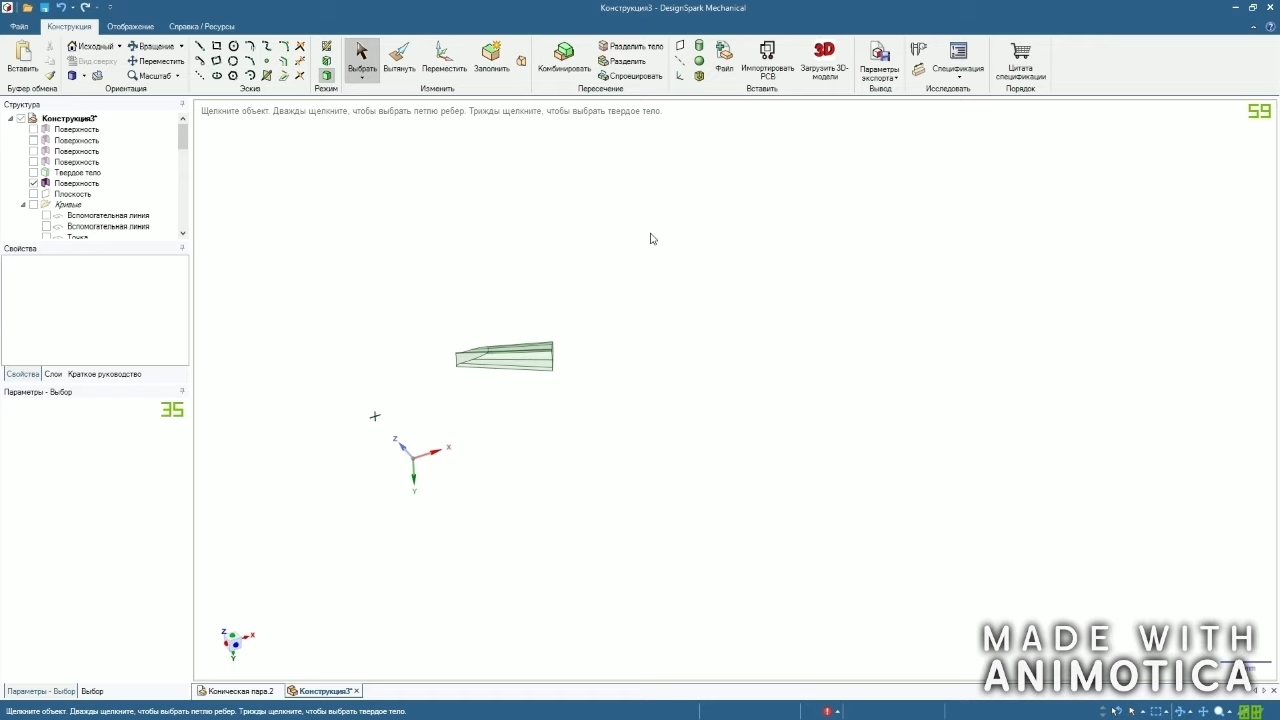 Конструкция3 - DesignSpark Mechanical
Файл Конструкция Отображение Справка / Ресурсы
Вставить
Буфер обмена
Исходный Вращение
Вид сверху Переместить
Масштаб
Ориентация
Эскиз
Режим
Выбрать Вытянуть Переместить Заполнить
Изменить
Комбинировать
Разделить тело
Разделить
Спроецировать
Пересечение
Файл Импортировать PCB Загрузить 3D-модели
3D
Вставить
Параметры экспорта
Вывод
Спецификация
Исследовать
Цитата спецификации
Порядок
Структура
Конструкция3*
Поверхность
Поверхность
Поверхность
Поверхность
Твердое тело
Поверхность
Плоскость
Кривые
Вспомогательная линия
Вспомогательная линия
Точка
Свойства
Свойства Слои Краткое руководство
Параметры - Выбор
35
Щелкните объект. Дважды щелкните, чтобы выбрать петлю ребер. Трижды щелкните, чтобы выбрать твердое тело.
59
Z X
Y
Z X
Y
MADE WITH
ANIMOTICA
Параметры - Выбор Выбор
Коническая пара.2 Конструкция3*
Щелкните объект. Дважды щелкните, чтобы выбрать петлю ребер. Трижды щелкните, чтобы выбрать твердое тело.